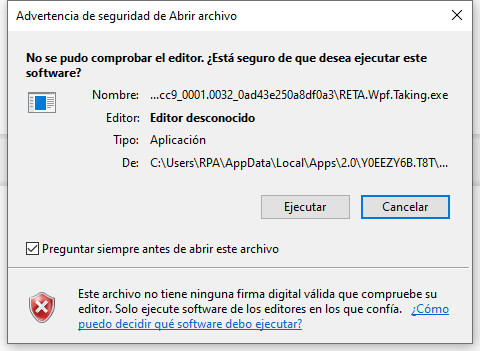 Advertencia de seguridad de Abrir archivo
No se pudo comprobar el editor. ¿Está seguro de que desea ejecutar este
software?
Nombre: ...cc9_0001.0032_0ad43e250a8df0a3\RETA.Wpf.Taking.exe
Editor: Editor desconocido
Tipo: Aplicación
De: C:\Users\RPA\AppData\Local\Apps\2.0\Y0EEZY6B.T8T\...
Ejecutar Cancelar
Preguntar siempre antes de abrir este archivo
Este archivo no tiene ninguna firma digital válida que compruebe su
editor. Solo ejecute software de los editores en los que confía. ¿Cómo
puedo decidir qué software debo ejecutar?